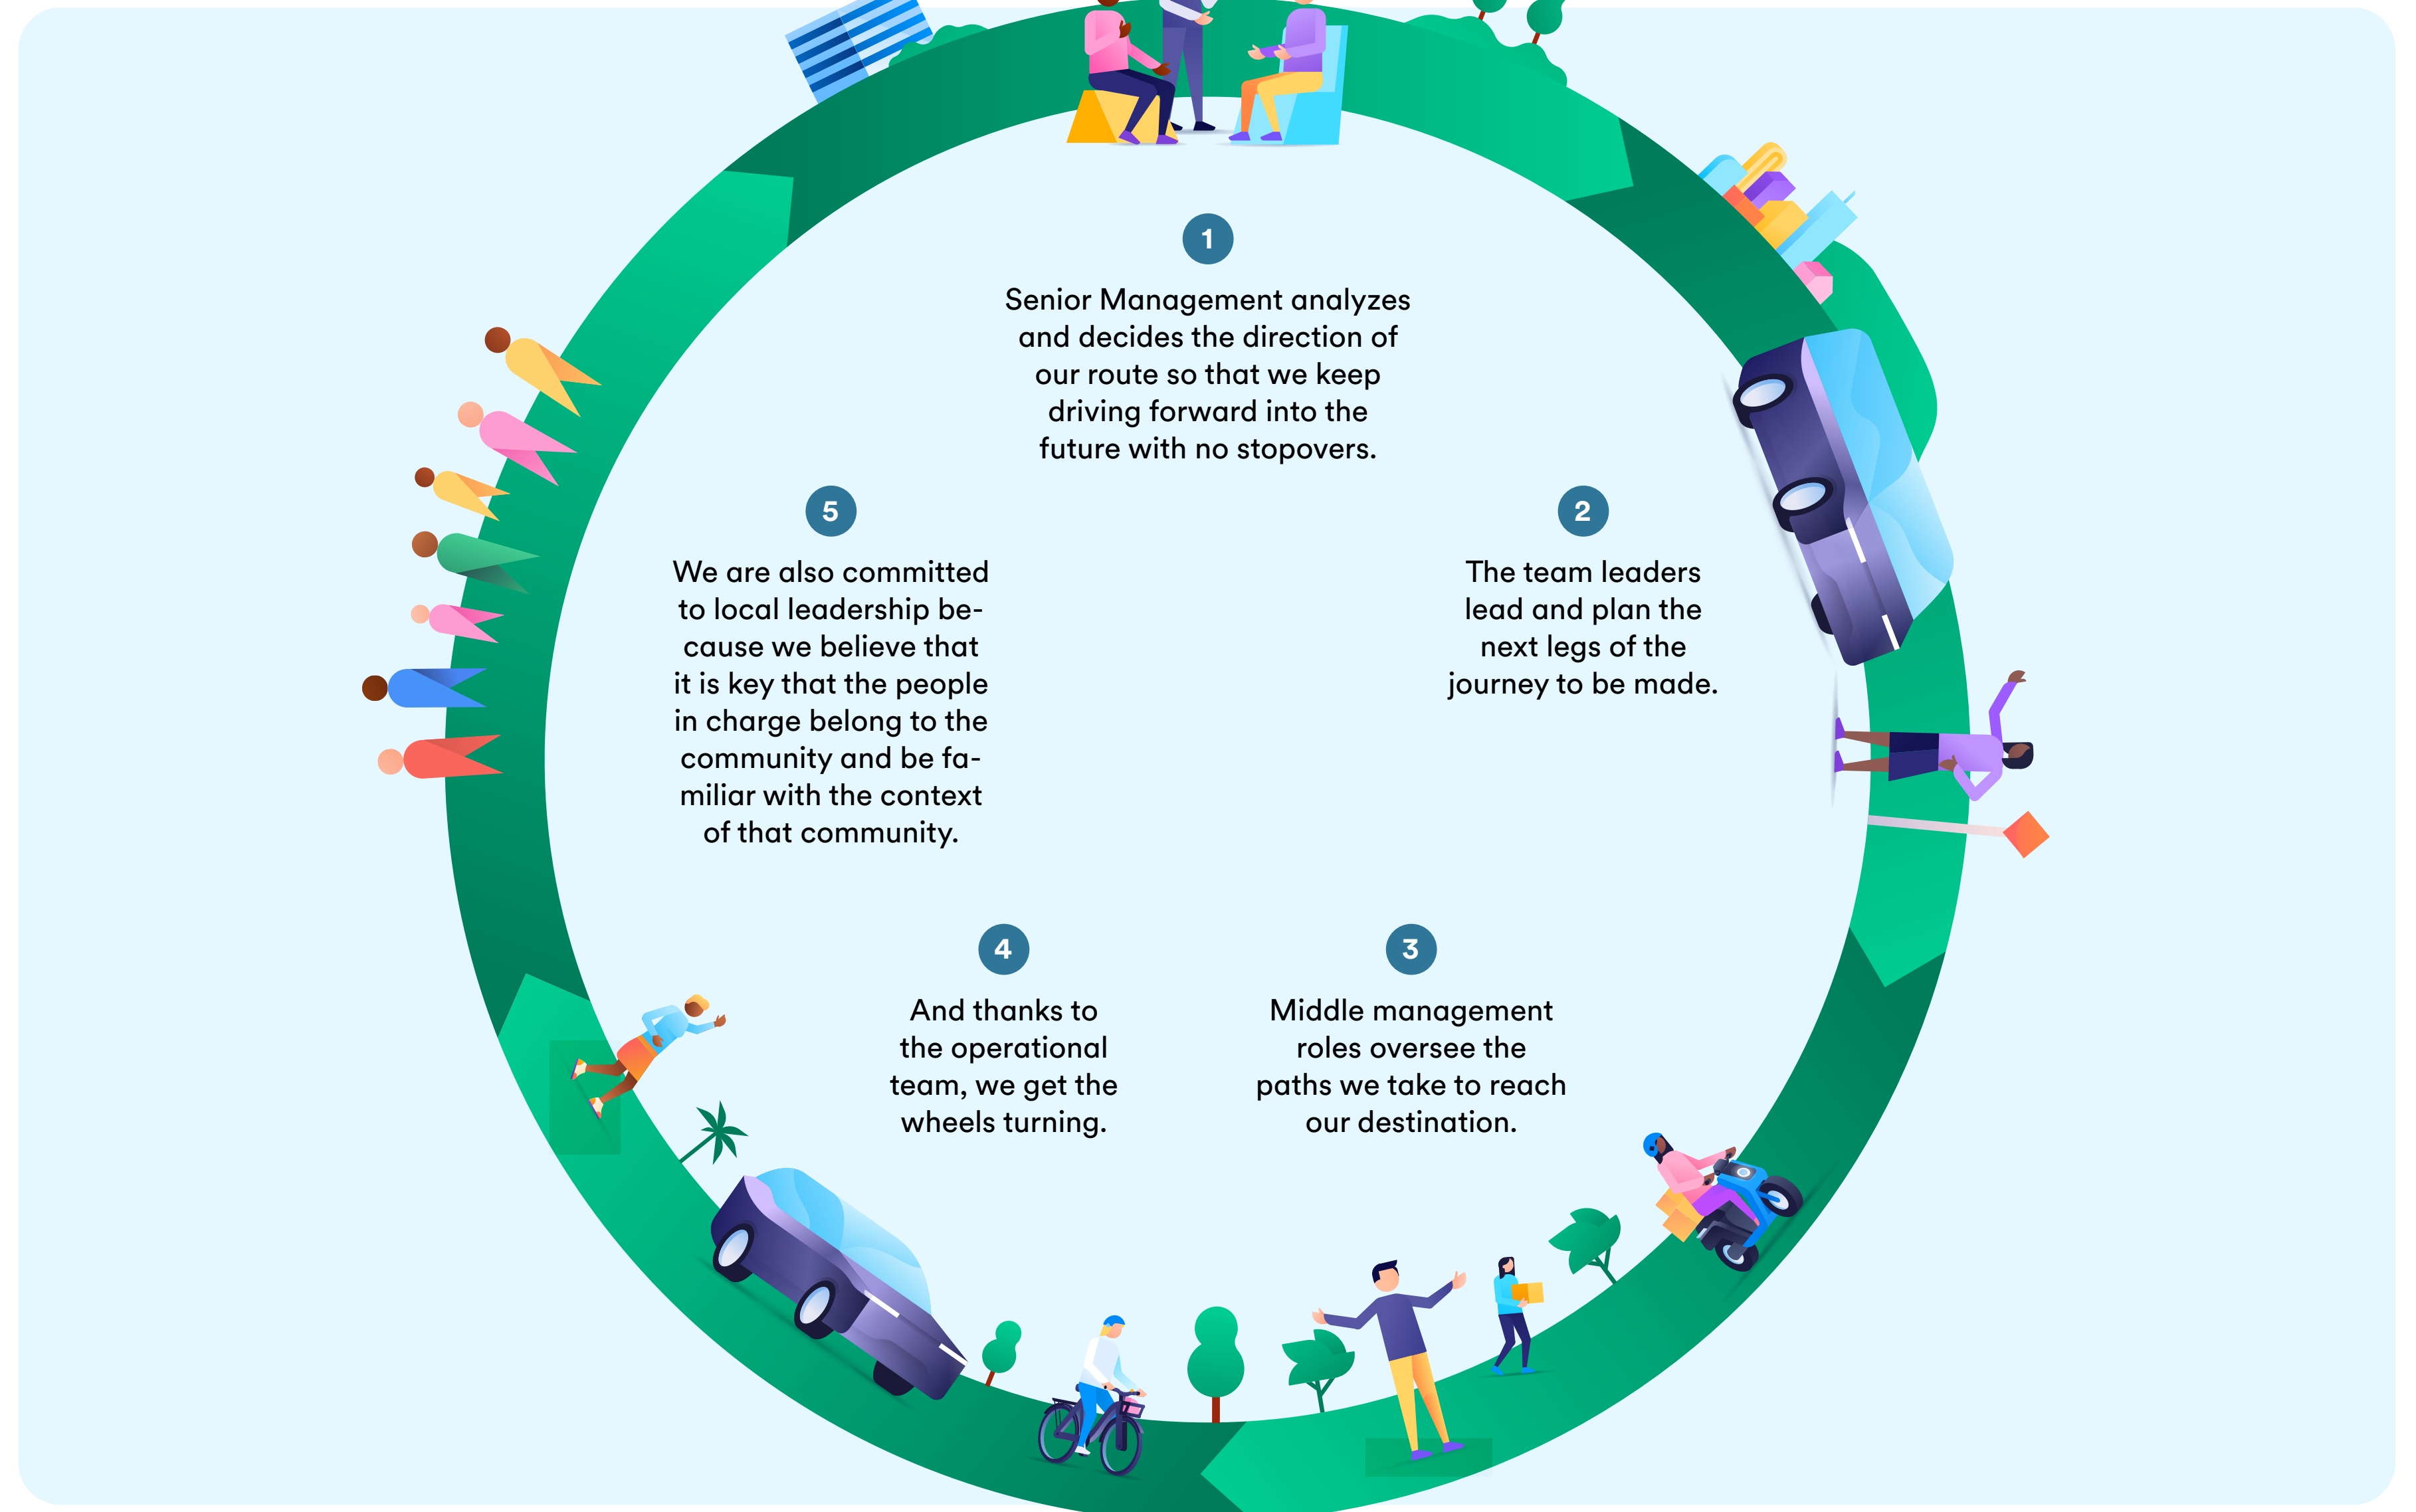 1
Senior Management analyzes
and decides the direction of
our route so that we keep
driving forward into the
future with no stopovers.
2
The team leaders
lead and plan the
next legs of the
journey to be made.
3
Middle management
roles oversee the
paths we take to reach
our destination.
4
And thanks to
the operational
team, we get the
wheels turning.
5
We are also committed
to local leadership be-
cause we believe that
it is key that the people
in charge belong to the
community and be fa-
miliar with the context
of that community.